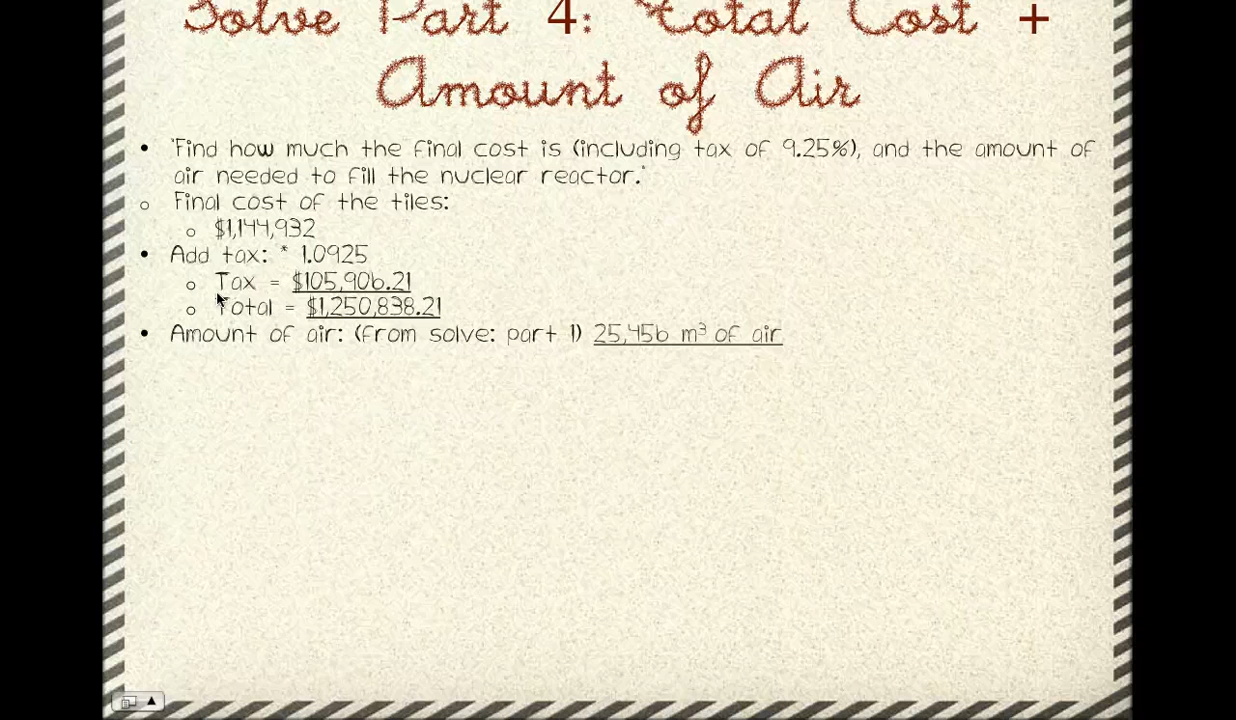 Solve Part 4: Total Cost +
Amount of Air
• "Find how much the final cost is (including tax of 9.25%), and the amount of
air needed to fill the nuclear reactor."
o Final cost of the tiles:
o $1,144,932
• Add tax: * 1.0925
o Tax = $105,906.21
o Total = $1,250,838.21
• Amount of air: (from solve: part 1) 25,456 m³ of air